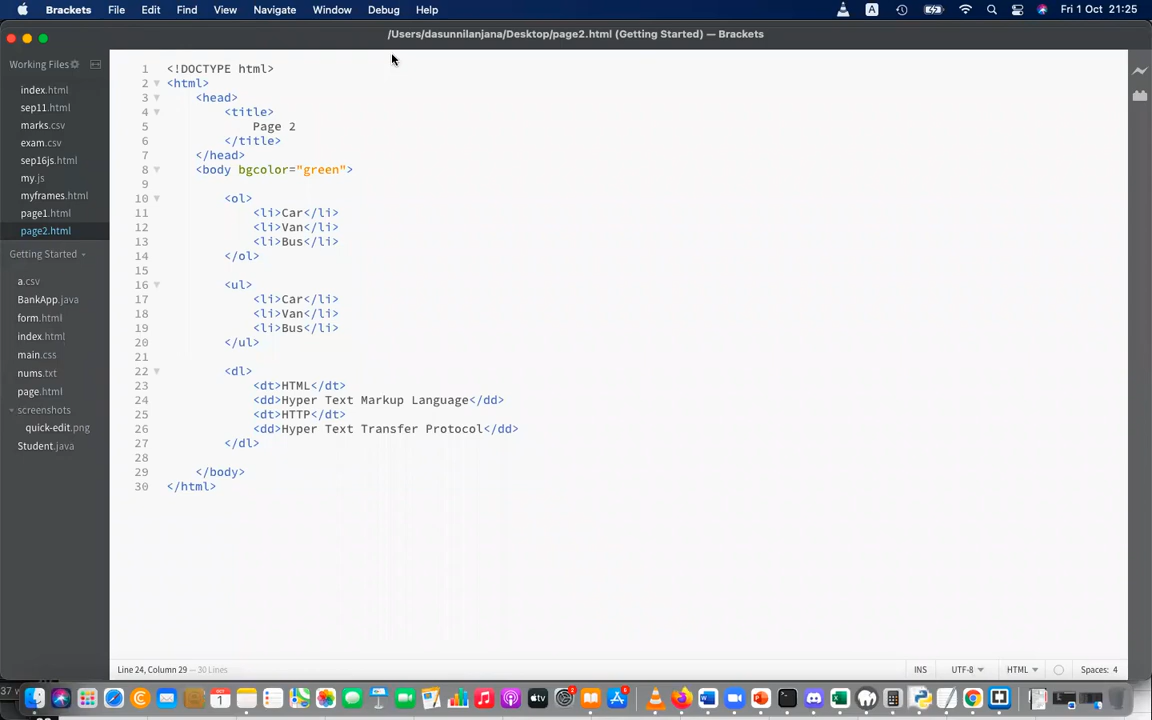 Brackets File Edit Find View Navigate Window Debug Help A Fri 1 Oct 21:25
/Users/dasunnilanjana/Desktop/page2.html (Getting Started) — Brackets
Working Files
index.html
sep11.html
marks.csv
exam.csv
sep16js.html
my.js
myframes.html
page1.html
page2.html
Getting Started
a.csv
BankApp.java
form.html
index.html
main.css
nums.txt
page.html
screenshots
quick-edit.png
Student.java
1 <!DOCTYPE html>
2 <html>
3 <head>
4 <title>
5 Page 2
6 </title>
7 </head>
8 <body bgcolor="green">
9
10 <ol>
11 <li>Car</li>
12 <li>Van</li>
13 <li>Bus</li>
14 </ol>
15
16 <ul>
17 <li>Car</li>
18 <li>Van</li>
19 <li>Bus</li>
20 </ul>
21
22 <dl>
23 <dt>HTML</dt>
24 <dd>Hyper Text Markup Language</dd>
25 <dt>HTTP</dt>
26 <dd>Hyper Text Transfer Protocol</dd>
27 </dl>
28
29 </body>
30 </html>
Line 24, Column 29 — 30 Lines INS UTF-8 HTML Spaces: 4
37 w